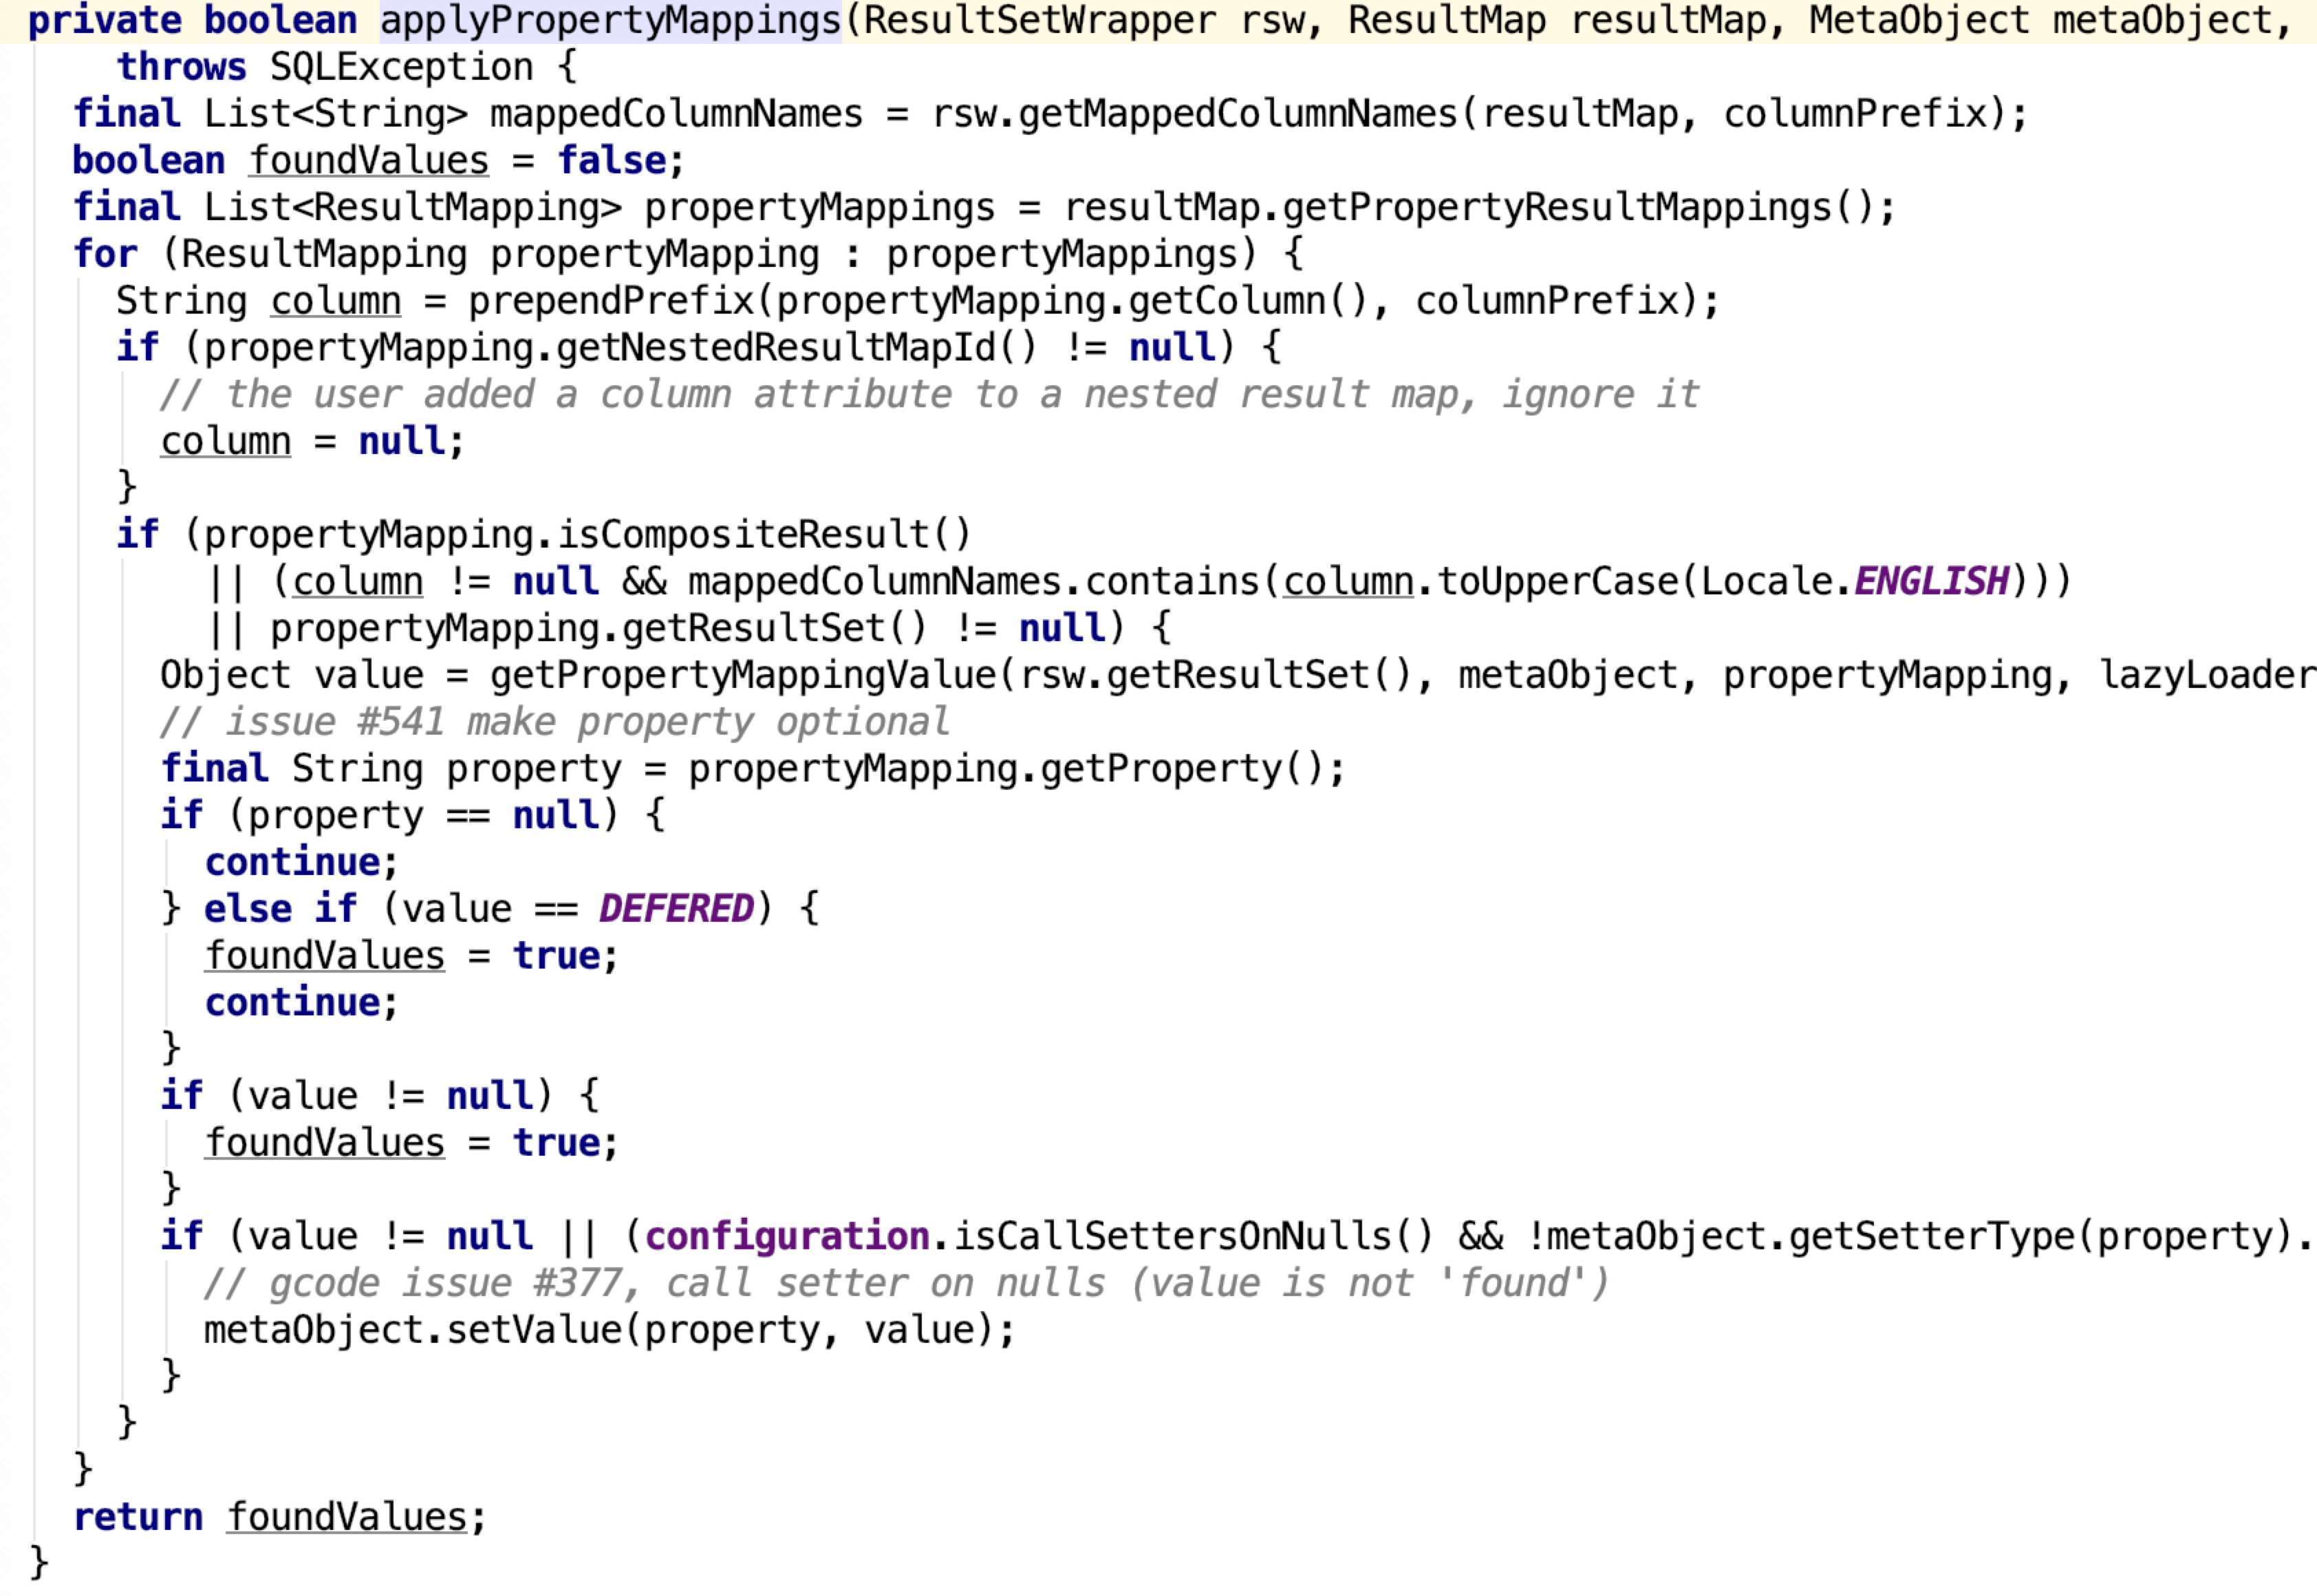 private boolean applyPropertyMappings(ResultSetWrapper rsw, ResultMap resultMap, MetaObject metaObject,
throws SQLException {
final List<String> mappedColumnNames = rsw.getMappedColumnNames(resultMap, columnPrefix);
boolean foundValues = false;
final List<ResultMapping> propertyMappings = resultMap.getPropertyResultMappings();
for (ResultMapping propertyMapping : propertyMappings) {
String column = prependPrefix(propertyMapping.getColumn(), columnPrefix);
if (propertyMapping.getNestedResultMapId() != null) {
// the user added a column attribute to a nested result map, ignore it
column = null;
}
if (propertyMapping.isCompositeResult()
|| (column != null && mappedColumnNames.contains(column.toUpperCase(Locale.ENGLISH)))
|| propertyMapping.getResultSet() != null) {
Object value = getPropertyMappingValue(rsw.getResultSet(), metaObject, propertyMapping, lazyLoader
// issue #541 make property optional
final String property = propertyMapping.getProperty();
if (property == null) {
continue;
} else if (value == DEFERED) {
foundValues = true;
continue;
}
if (value != null) {
foundValues = true;
}
if (value != null || (configuration.isCallSettersOnNulls() && !metaObject.getSetterType(property).
// gcode issue #377, call setter on nulls (value is not 'found')
metaObject.setValue(property, value);
}
}
}
return foundValues;
}